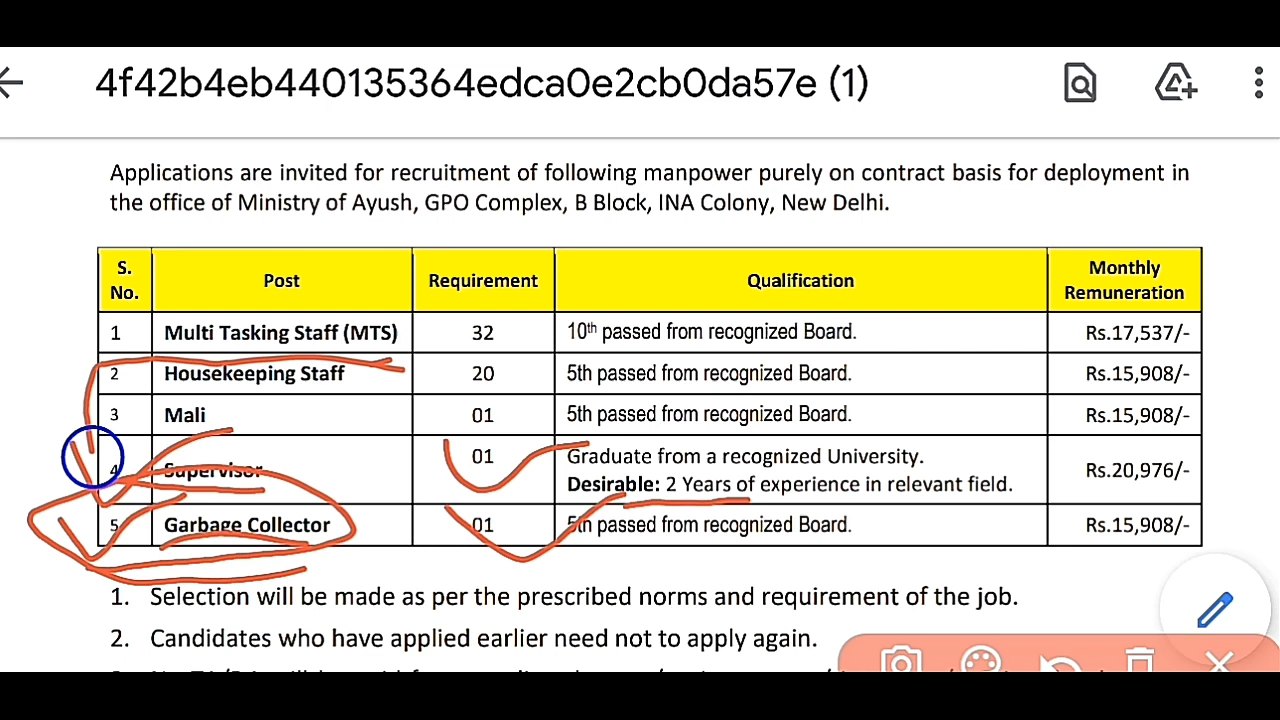 4f42b4eb440135364edca0e2cb0da57e (1)
Applications are invited for recruitment of following manpower purely on contract basis for deployment in
the office of Ministry of Ayush, GPO Complex, B Block, INA Colony, New Delhi.
S. No. Post Requirement Qualification Monthly Remuneration
1 Multi Tasking Staff (MTS) 32 10th passed from recognized Board. Rs.17,537/-
2 Housekeeping Staff 20 5th passed from recognized Board. Rs.15,908/-
3 Mali 01 5th passed from recognized Board. Rs.15,908/-
4 Supervisor 01 Graduate from a recognized University.
Desirable: 2 Years of experience in relevant field. Rs.20,976/-
5 Garbage Collector 01 5th passed from recognized Board. Rs.15,908/-
1. Selection will be made as per the prescribed norms and requirement of the job.
2. Candidates who have applied earlier need not to apply again.